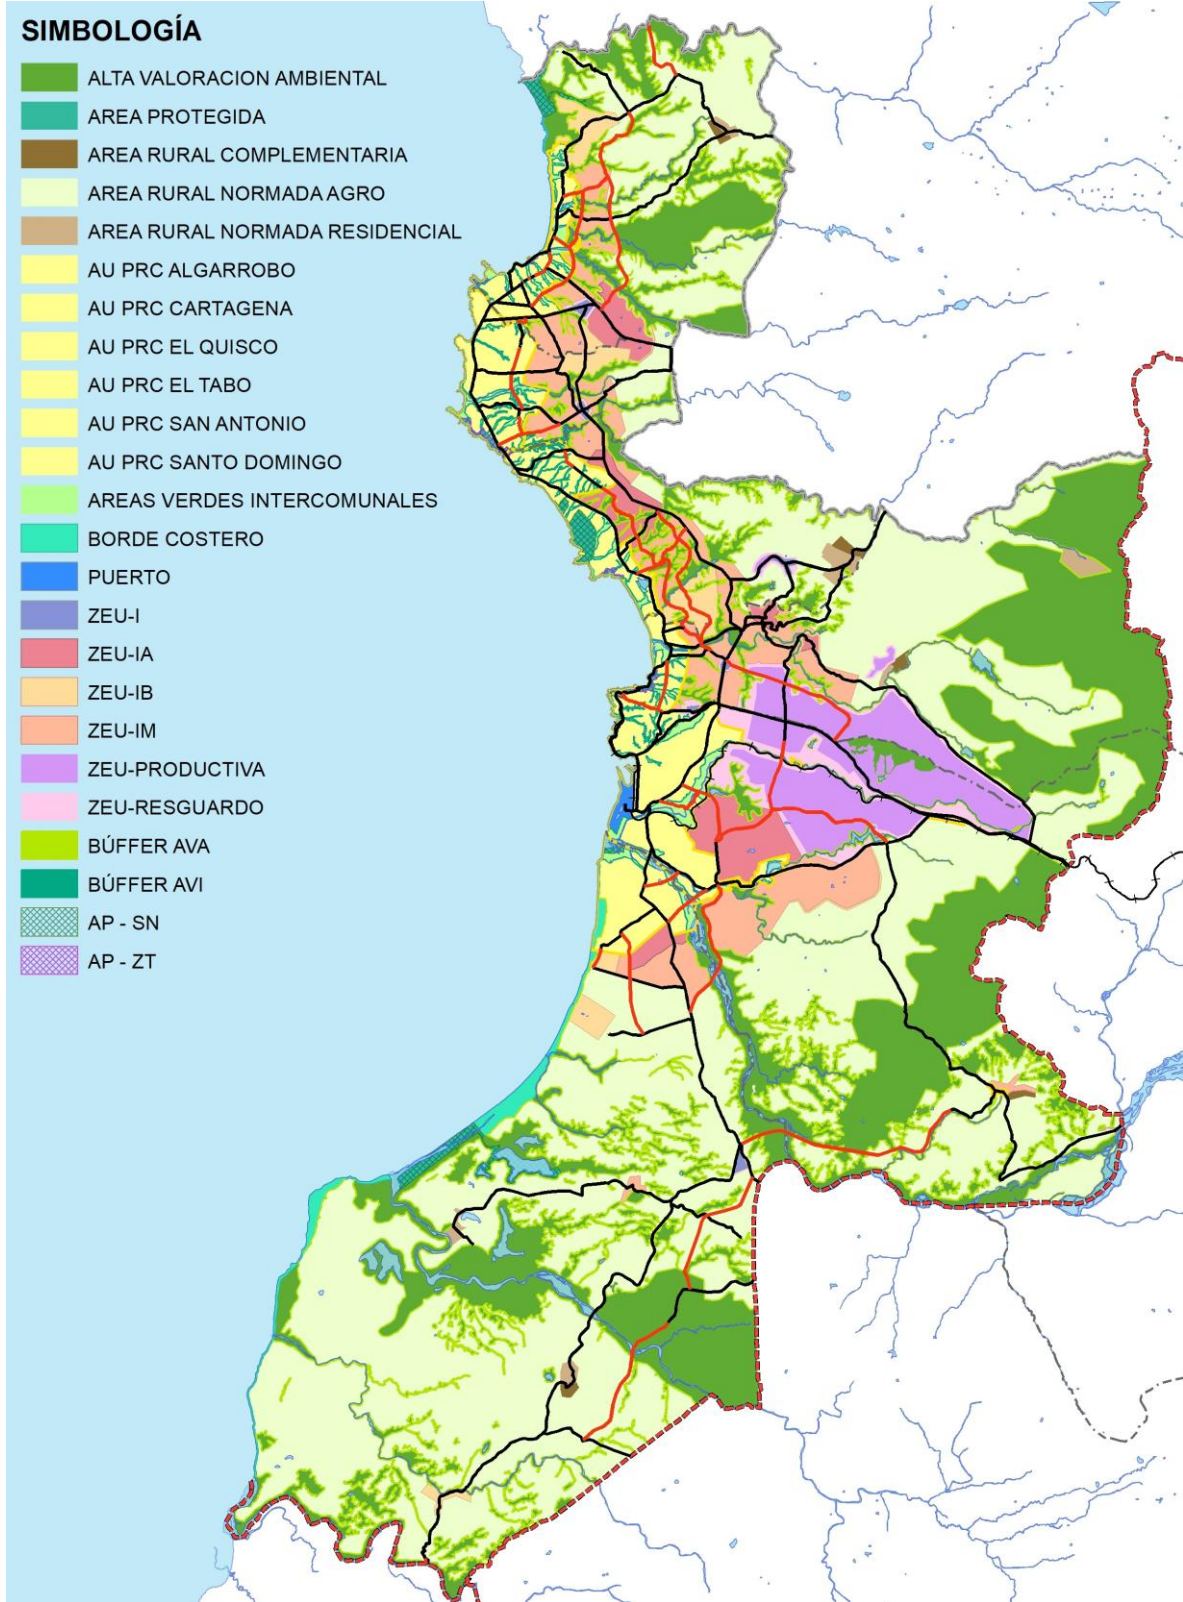 SIMBOLOGÍA
ALTA VALORACION AMBIENTAL
AREA PROTEGIDA
AREA RURAL COMPLEMENTARIA
AREA RURAL NORMADA AGRO
AREA RURAL NORMADA RESIDENCIAL
AU PRC ALGARROBO
AU PRC CARTAGENA
AU PRC EL QUISCO
AU PRC EL TABO
AU PRC SAN ANTONIO
AU PRC SANTO DOMINGO
AREAS VERDES INTERCOMUNALES
BORDE COSTERO
PUERTO
ZEU-I
ZEU-IA
ZEU-IB
ZEU-IM
ZEU-PRODUCTIVA
ZEU-RESGUARDO
BÚFFER AVA
BÚFFER AVI
AP - SN
AP - ZT